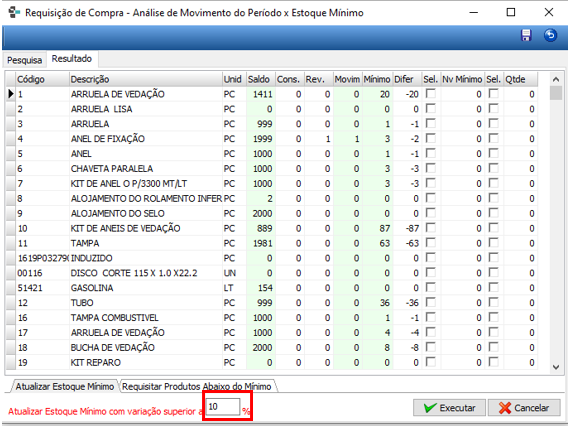 Requisição de Compra - Análise de Movimento do Período x Estoque Mínimo
Pesquisa Resultado
Código Descrição Unid Saldo Cons. Rev. Movim Mínimo Difer Sel. Nv Mínimo Sel. Qtde
1 ARRUELA DE VEDAÇÃO PC 1411 0 0 0 20 -20 0 0
2 ARRUELA LISA PC 0 0 0 0 0 0 0 0
3 ARRUELA PC 999 0 0 0 1 -1 0 0
4 ANEL DE FIXAÇÃO PC 1999 0 1 1 3 -2 0 0
5 ANEL PC 1000 0 0 0 1 -1 0 0
6 CHAVETA PARALELA PC 1000 0 0 0 3 -3 0 0
7 KIT DE ANEL O P/3300 MT/LT PC 1000 0 0 0 3 -3 0 0
8 ALOJAMENTO DO ROLAMENTO INFER PC 2 0 0 0 0 0 0 0
9 ALOJAMENTO DO SELO PC 2000 0 0 0 0 0 0 0
10 KIT DE ANEIS DE VEDAÇÃO PC 889 0 0 0 87 -87 0 0
11 TAMPA PC 1981 0 0 0 63 -63 0 0
1619P03279 INDUZIDO PC 0 0 0 0 0 0 0 0
00116 DISCO CORTE 115 X 1.0 X22.2 UN 0 0 0 0 0 0 0 0
51421 GASOLINA LT 154 0 0 0 0 0 0 0
12 TUBO PC 999 0 0 0 36 -36 0 0
16 TAMPA COMBUSTIVEL PC 1000 0 0 0 1 -1 0 0
17 ARRUELA DE VEDAÇÃO PC 1000 0 0 0 4 -4 0 0
18 BUCHA DE VEDAÇÃO PC 2000 0 0 0 8 -8 0 0
19 KIT REPARO PC 0 0 0 0 0 0 0 0
Atualizar Estoque Mínimo Requisitar Produtos Abaixo do Mínimo
Atualizar Estoque Mínimo com variação superior a 10 % Executar Cancelar